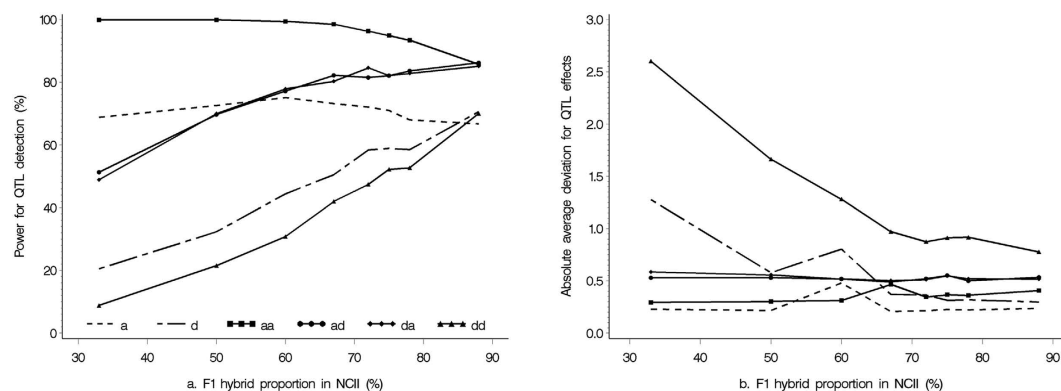 100
80
60
40
20
0
Power for QTL detection (%)
a d aa ad da dd
30 40 50 60 70 80 90
a. F1 hybrid proportion in NCII (%)
3.0
2.5
2.0
1.5
1.0
0.5
0.0
Absolute average deviation for QTL effects
30 40 50 60 70 80 90
b. F1 hybrid proportion in NCII (%)